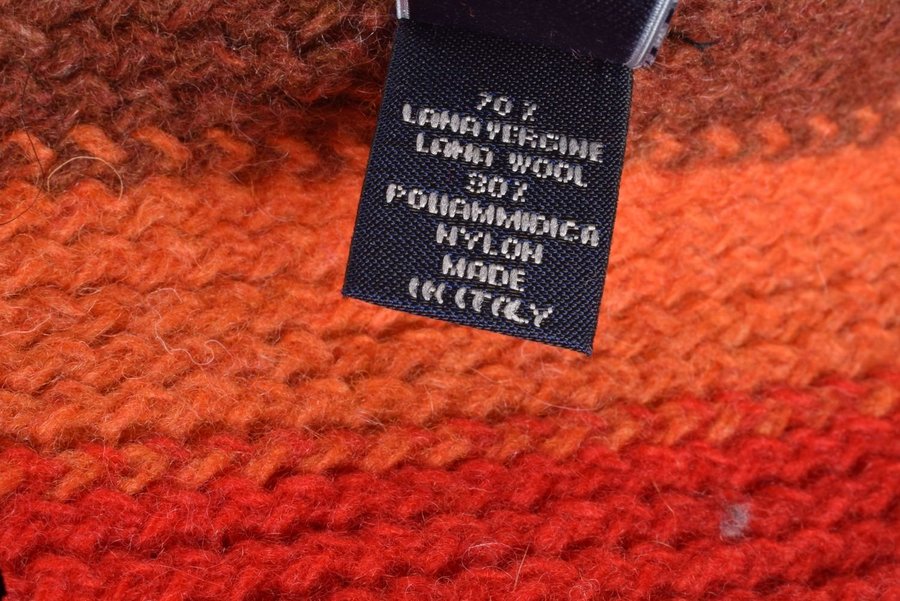 70%
LANA VERGINE
LANA WOOL
30%
POLIAMMIDICA
NYLON
MADE
IN ITALY